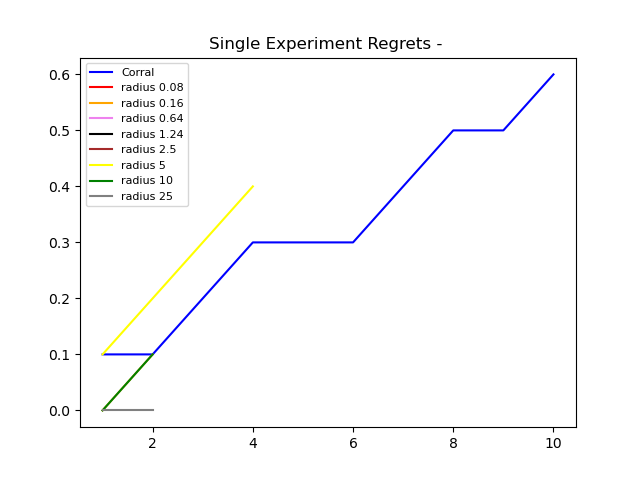 Single Experiment Regrets -
0.6
0.5
0.4
0.3
0.2
0.1
0.0
Corral
radius 0.08
radius 0.16
radius 0.64
radius 1.24
radius 2.5
radius 5
radius 10
radius 25
2 4 6 8 10